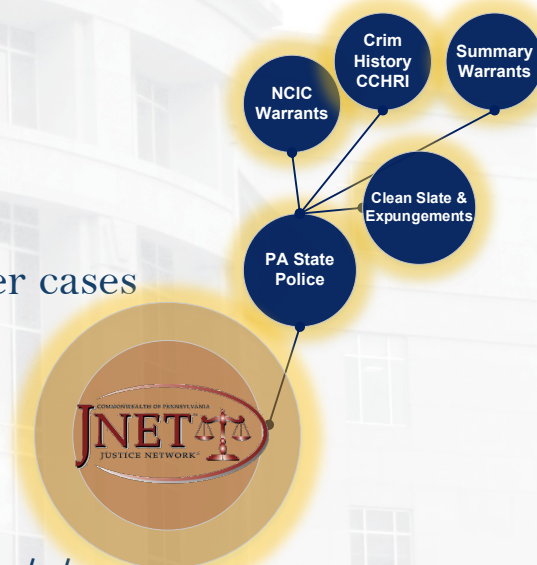 Crim
History
CCHRI
Summary
Warrants
NCIC
Warrants
Clean Slate &
Expungements
PA State
Police
er cases
COMMONWEALTH OF PENNSYLVANIA
JNET
JUSTICE NETWORK